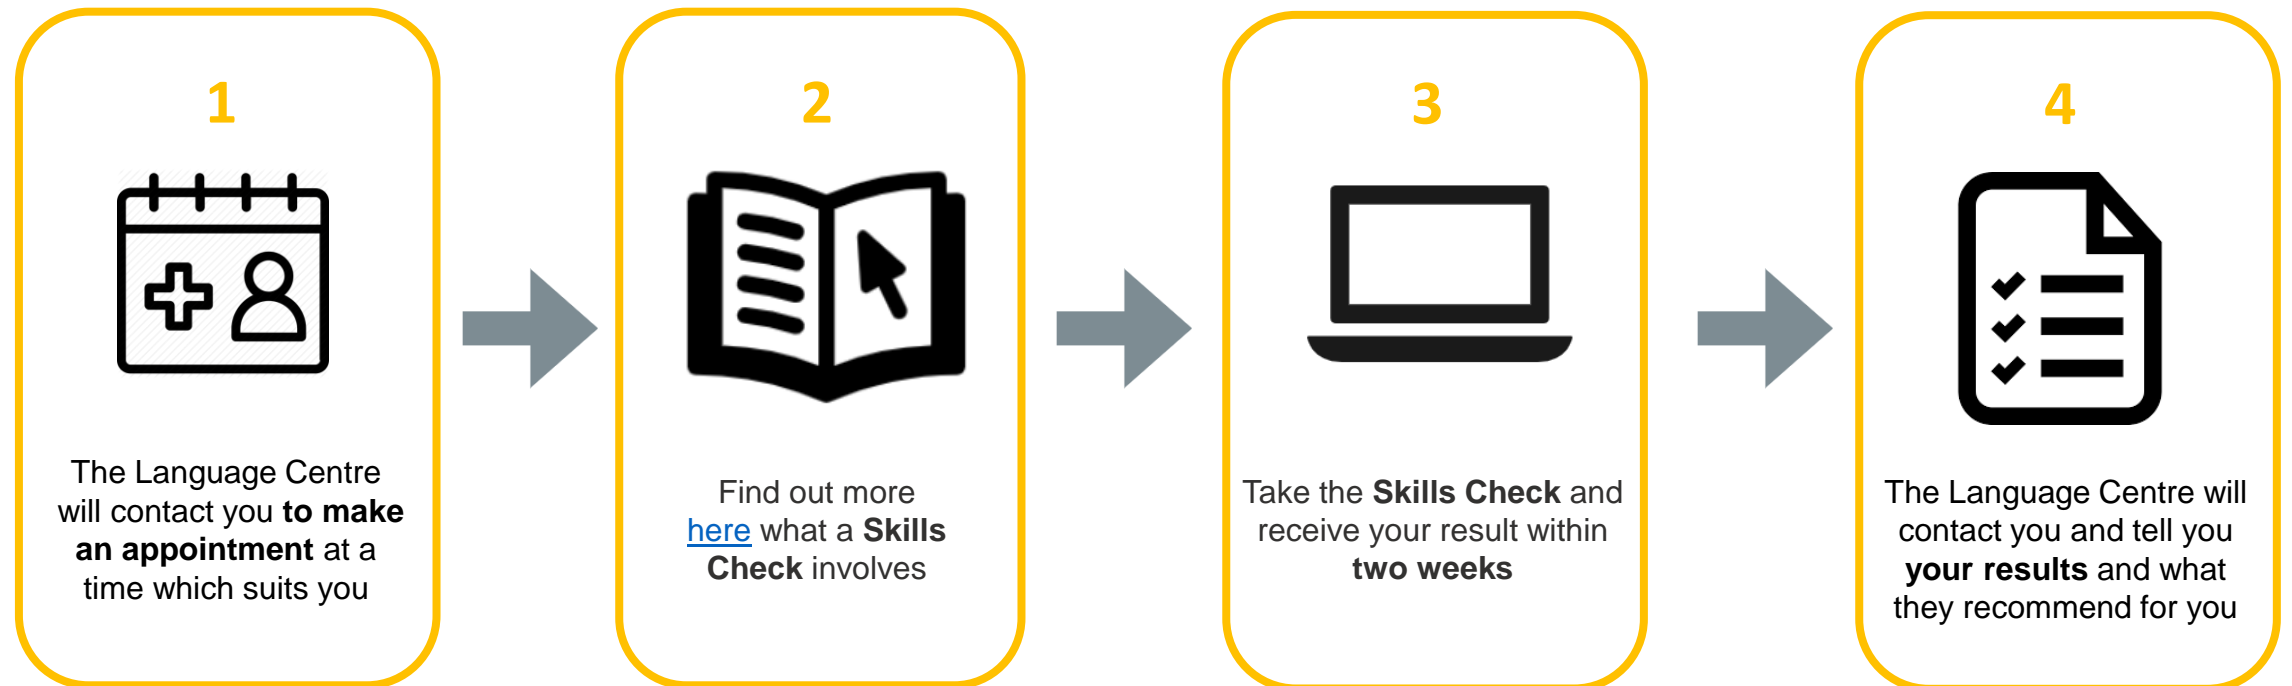 1
The Language Centre
will contact you to make
an appointment at a
time which suits you
2
Find out more
here what a Skills
Check involves
3
Take the Skills Check and
receive your result within
two weeks
4
The Language Centre will
contact you and tell you
your results and what
they recommend for you